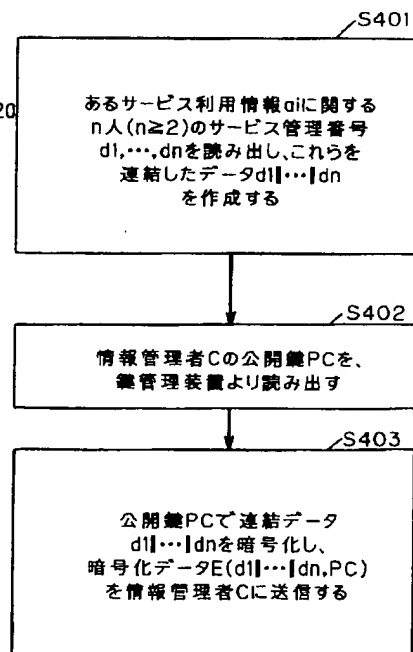 S401
20
あるサービス利用情報aiに関する
n人(n≧2)のサービス管理番号
d1,…,dnを読み出し、これらを
連結したデータd1‖…‖dn
を作成する
S402
情報管理者Cの公開鍵PCを、
鍵管理装置より読み出す
S403
公開鍵PCで連結データ
d1‖…‖dnを暗号化し、
暗号化データE(d1‖…‖dn,PC)
を情報管理者Cに送信する